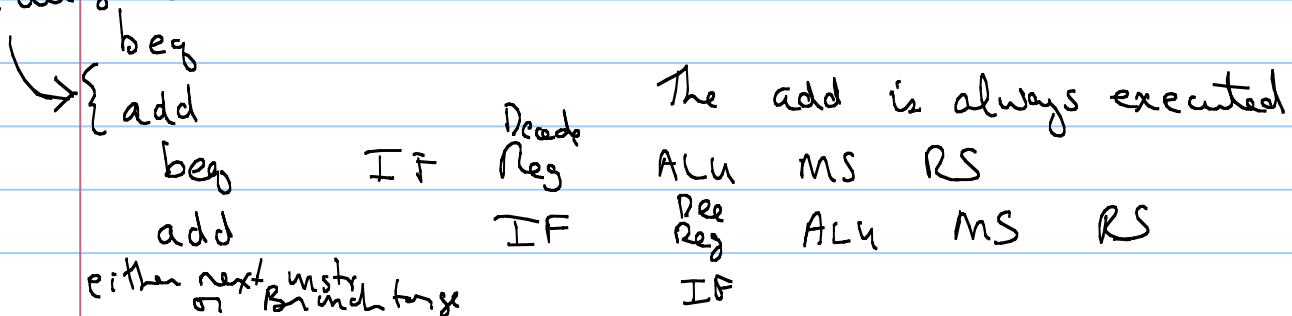 beq
add The add is always executed
Decode
beq IF Reg ALU MS RS
Dec
add IF Reg ALU MS RS
either next instr IF
or Branch targe